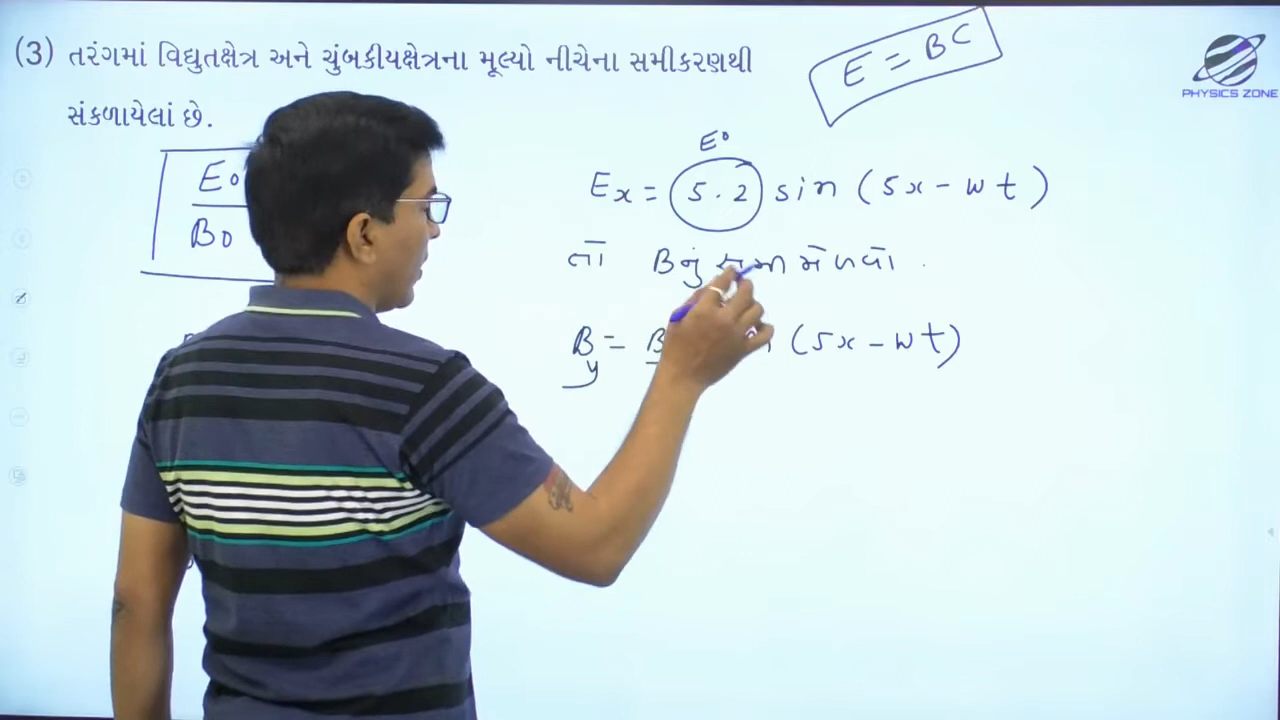 (3) તરંગમાં વિદ્યુતક્ષેત્ર અને ચુંબકીયક્ષેત્રના મૂલ્યો નીચેના સમીકરણથી
સંકળાયેલાં છે.
E = BC
PHYSICS ZONE
E0
B0
E0
Ex = 5.2 sin (5x - wt)
તો B નું મેળવો.
By = B (5x - wt)